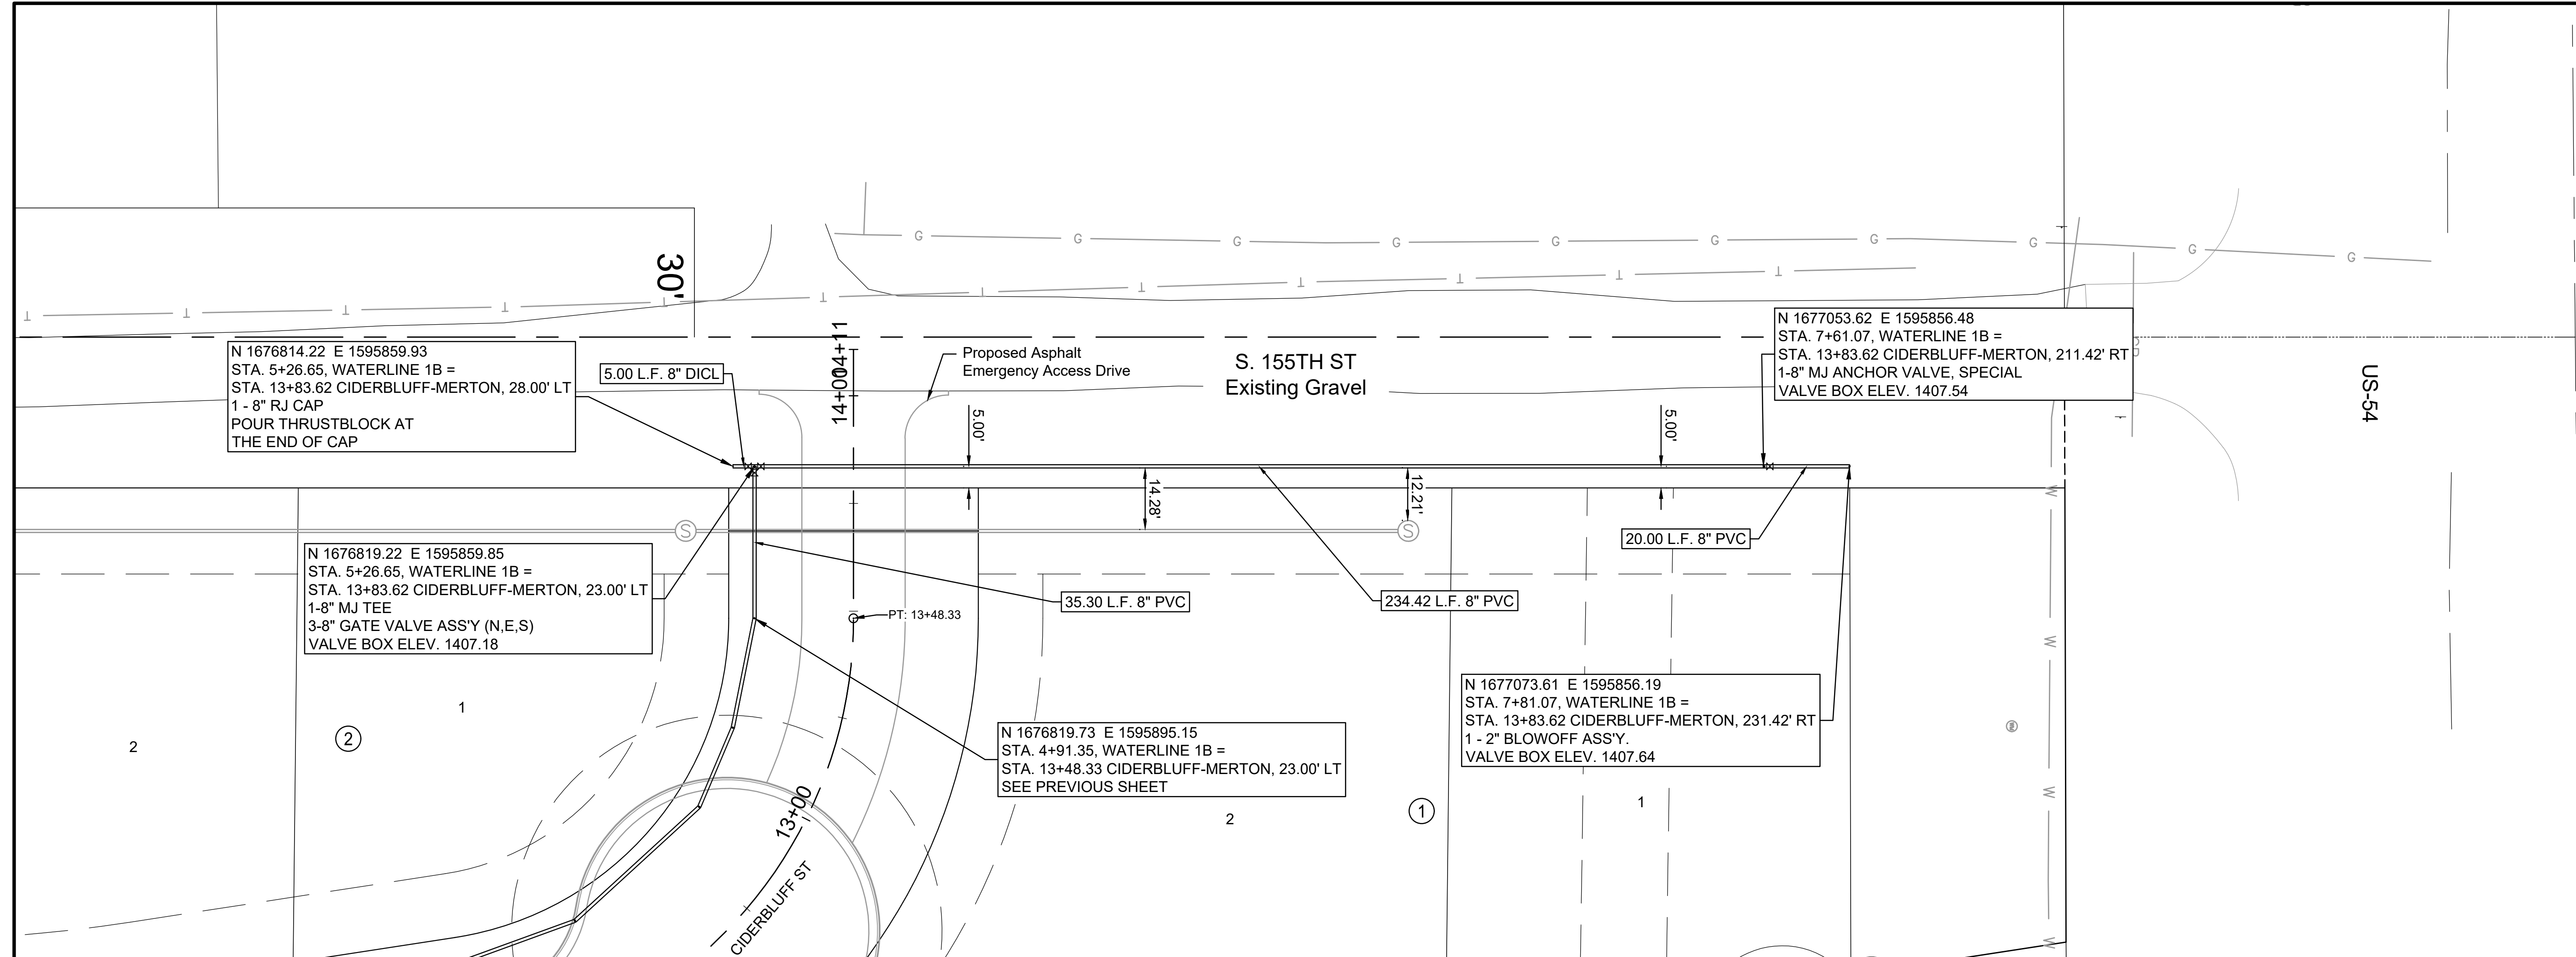 30'
G G G G G G G G G G
T T T T T T T T T T T T
N 1676814.22 E 1595859.93
STA. 5+26.65, WATERLINE 1B =
STA. 13+83.62 CIDERBLUFF-MERTON, 28.00' LT
1 - 8" RJ CAP
POUR THRUSTBLOCK AT
THE END OF CAP
5.00 L.F. 8" DICL
Proposed Asphalt
Emergency Access Drive
S. 155TH ST
Existing Gravel
N 1677053.62 E 1595856.48
STA. 7+61.07, WATERLINE 1B =
STA. 13+83.62 CIDERBLUFF-MERTON, 211.42' RT
1-8" MJ ANCHOR VALVE, SPECIAL
VALVE BOX ELEV. 1407.54
US-54
5.00'
5.00'
14.28'
12.21'
S
S
20.00 L.F. 8" PVC
N 1676819.22 E 1595859.85
STA. 5+26.65, WATERLINE 1B =
STA. 13+83.62 CIDERBLUFF-MERTON, 23.00' LT
1-8" MJ TEE
3-8" GATE VALVE ASS'Y (N,E,S)
VALVE BOX ELEV. 1407.18
35.30 L.F. 8" PVC
234.42 L.F. 8" PVC
PT: 13+48.33
W
W
W
W
N 1677073.61 E 1595856.19
STA. 7+81.07, WATERLINE 1B =
STA. 13+83.62 CIDERBLUFF-MERTON, 231.42' RT
1 - 2" BLOWOFF ASS'Y.
VALVE BOX ELEV. 1407.64
N 1676819.73 E 1595895.15
STA. 4+91.35, WATERLINE 1B =
STA. 13+48.33 CIDERBLUFF-MERTON, 23.00' LT
SEE PREVIOUS SHEET
1
2
2
13+00
CIDERBLUFF ST
2
1
1